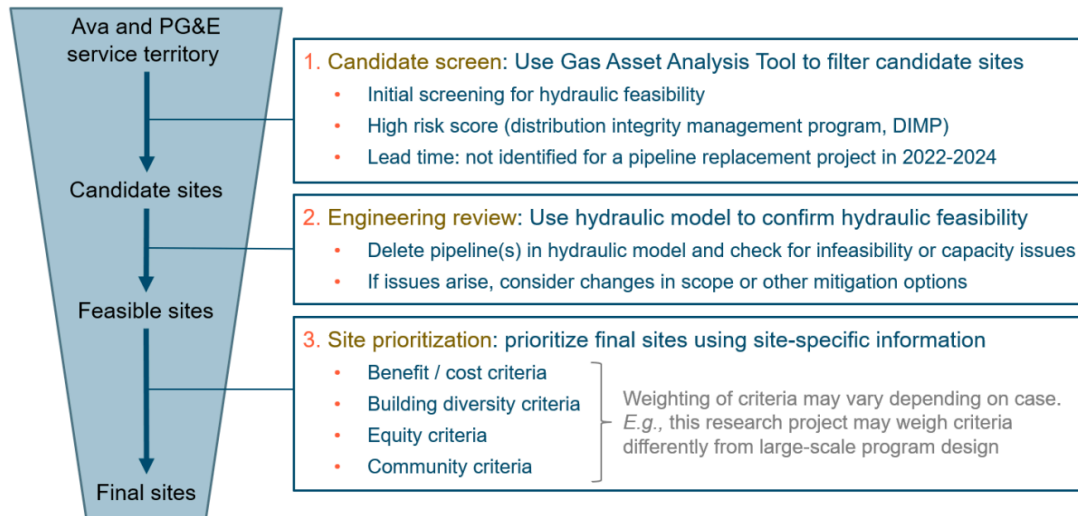 Ava and PG&E
service territory
1. Candidate screen: Use Gas Asset Analysis Tool to filter candidate sites
• Initial screening for hydraulic feasibility
• High risk score (distribution integrity management program, DIMP)
• Lead time: not identified for a pipeline replacement project in 2022-2024
Candidate sites
2. Engineering review: Use hydraulic model to confirm hydraulic feasibility
• Delete pipeline(s) in hydraulic model and check for infeasibility or capacity issues
• If issues arise, consider changes in scope or other mitigation options
Feasible sites
3. Site prioritization: prioritize final sites using site-specific information
• Benefit / cost criteria
• Building diversity criteria
• Equity criteria
• Community criteria
Weighting of criteria may vary depending on case.
E.g., this research project may weigh criteria
differently from large-scale program design
Final sites